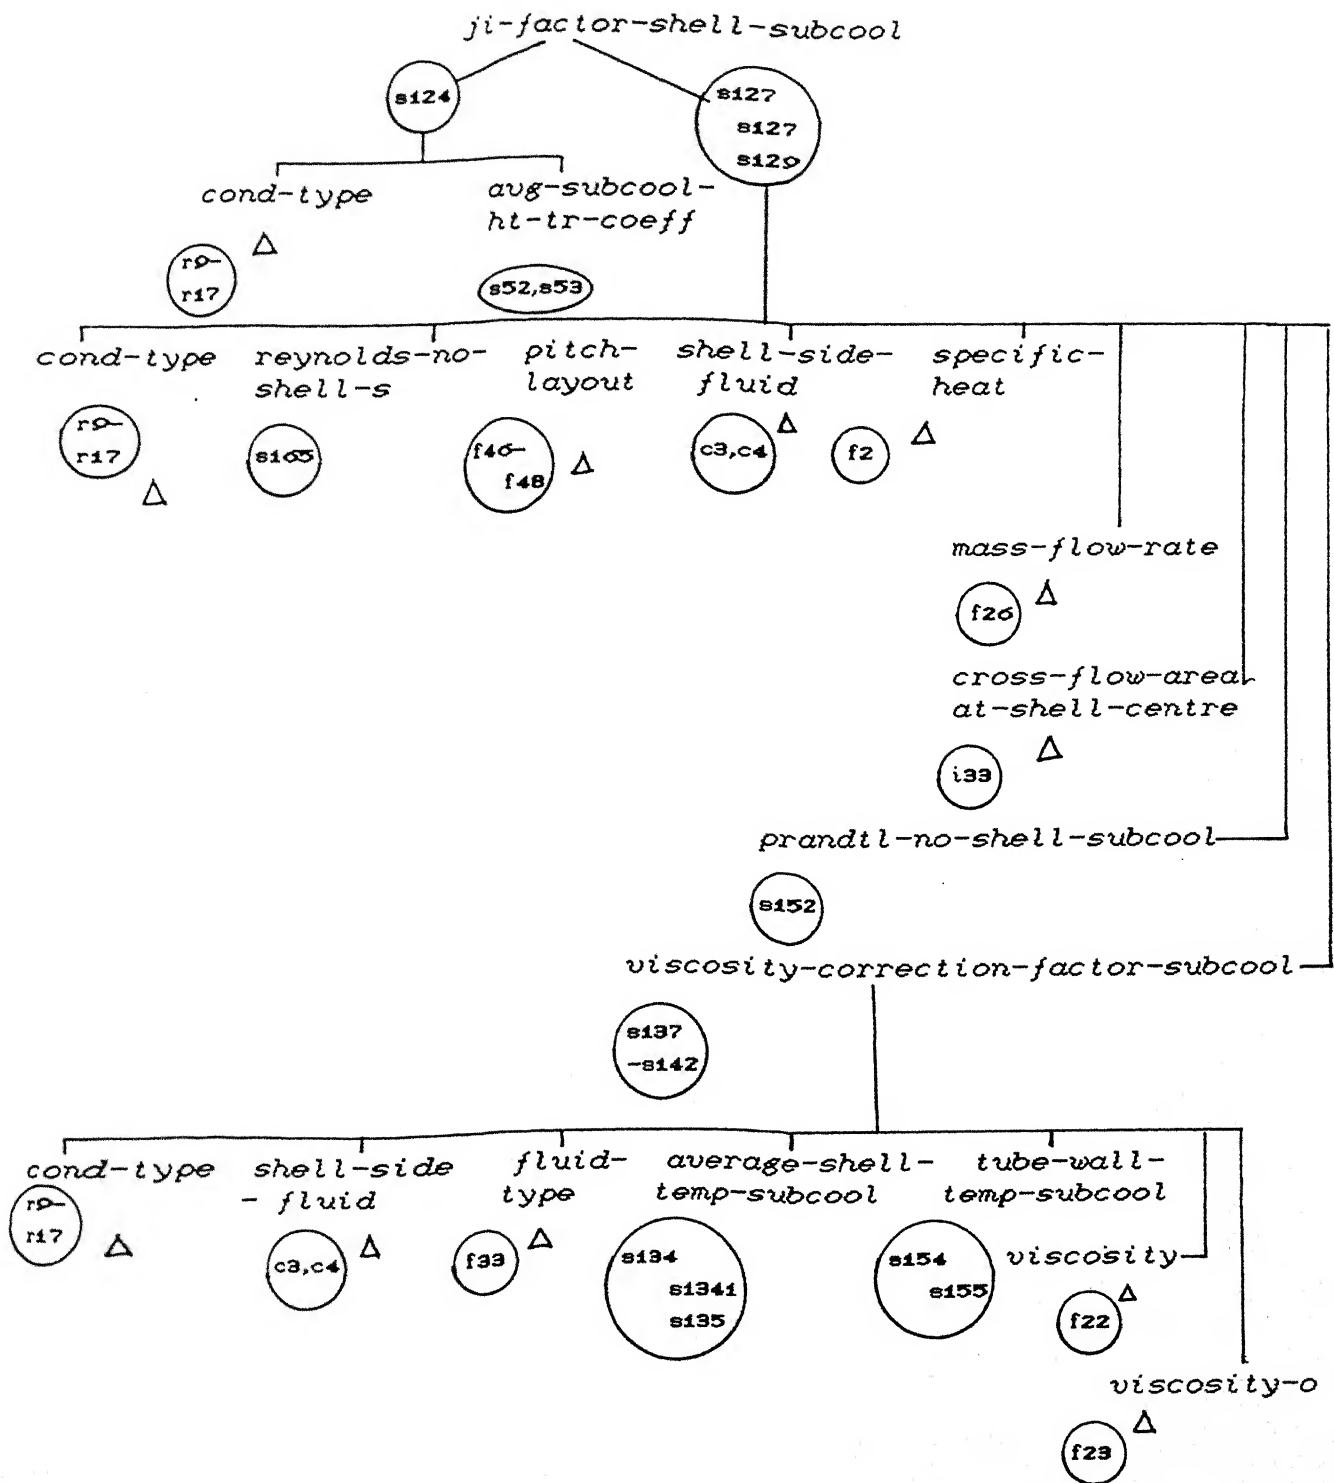 ji-factor-shell-subcool
s124
s127
s127
s129
cond-type
avg-subcool-
ht-tr-coeff
r9-
r17
s52,s53
cond-type
reynolds-no-
shell-s
pitch-
layout
shell-side-
fluid
specific-
heat
r9-
r17
s165
f46-
f48
c3,c4
f2
mass-flow-rate
f26
cross-flow-area
at-shell-centre
i33
prandtl-no-shell-subcool
s152
viscosity-correction-factor-subcool
s137
-s142
cond-type
shell-side
- fluid
fluid-
type
average-shell-
temp-subcool
tube-wall-
temp-subcool
r9-
r17
c3,c4
f33
s134
s1341
s135
s154
s155
viscosity
f22
viscosity-o
f23